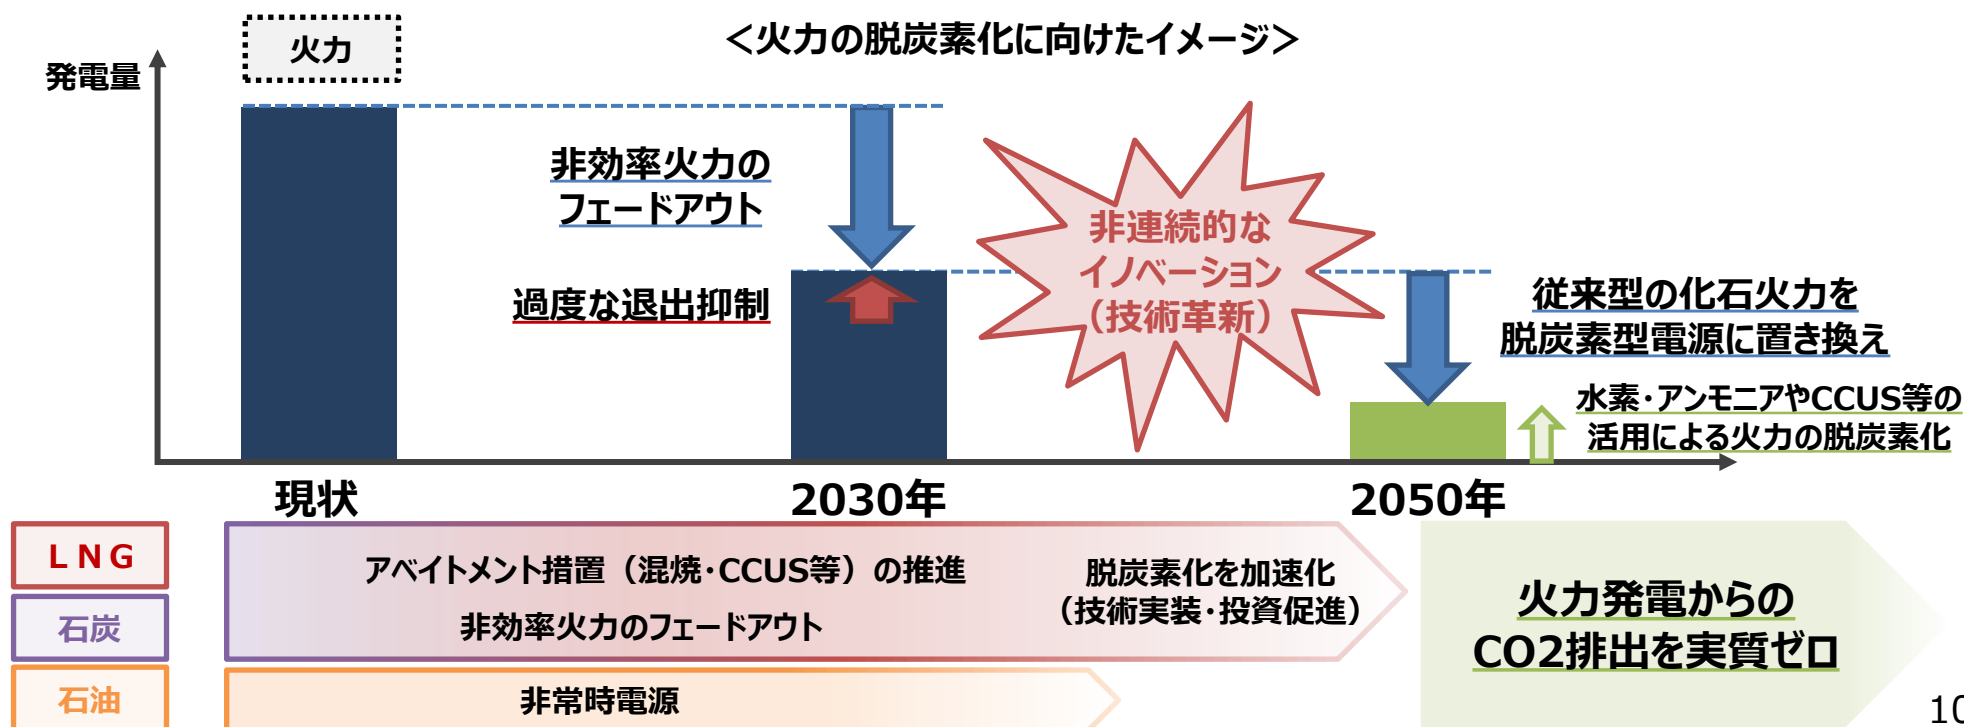 <火力の脱炭素化に向けたイメージ>
火力
発電量
非効率火力の
フェードアウト
過度な退出抑制
非連続的な
イノベーション
（技術革新）
従来型の化石火力を
脱炭素型電源に置き換え
水素・アンモニアやCCUS等の
活用による火力の脱炭素化
現状
2030年
2050年
LNG
石炭
石油
アベイトメント措置（混焼・CCUS等）の推進
非効率火力のフェードアウト
脱炭素化を加速化
（技術実装・投資促進）
非常時電源
火力発電からの
CO2排出を実質ゼロ
10